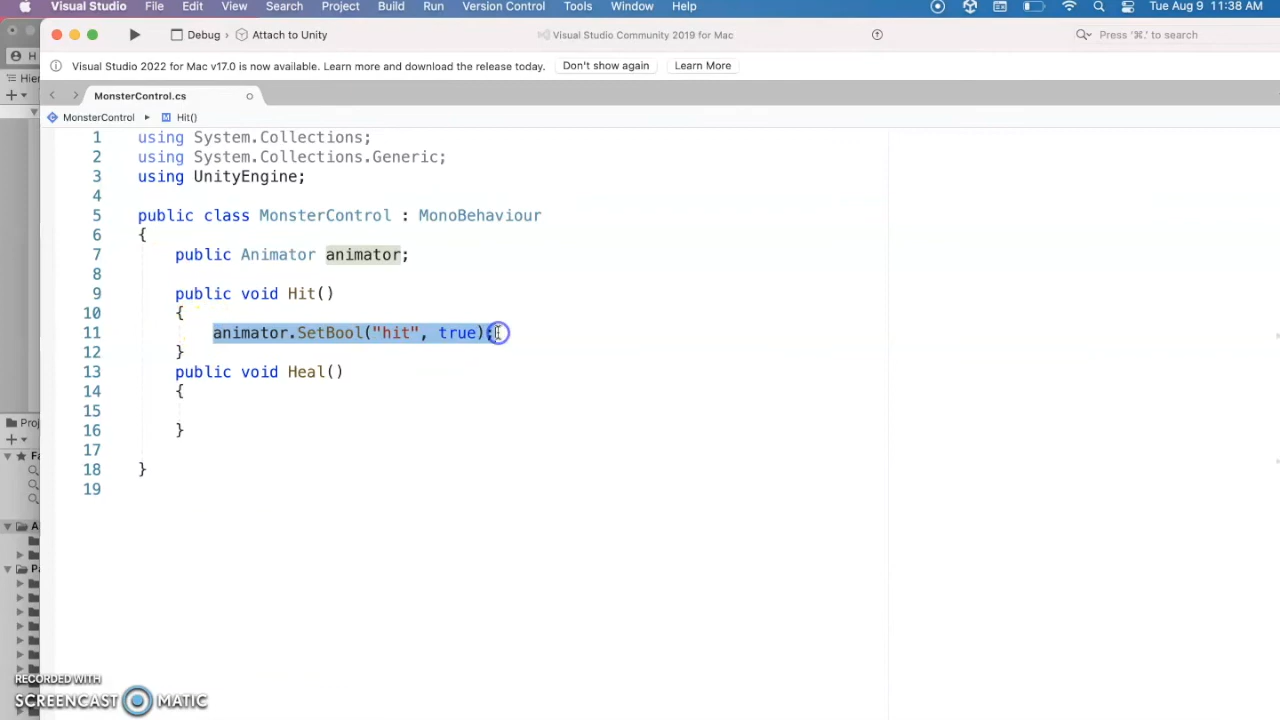 Visual Studio File Edit View Search Project Build Run Version Control Tools Window Help Tue Aug 9 11:38 AM
Debug › Attach to Unity Visual Studio Community 2019 for Mac Press '⌘.' to search
H Visual Studio 2022 for Mac v17.0 is now available. Learn more and download the release today. Don't show again Learn More
Hier
MonsterControl.cs
MonsterControl ▸ M Hit()
1 using System.Collections;
2 using System.Collections.Generic;
3 using UnityEngine;
4
5 public class MonsterControl : MonoBehaviour
6 {
7 public Animator animator;
8
9 public void Hit()
10 {
11 animator.SetBool("hit", true);
12 }
13 public void Heal()
14 {
15
16 }
17
18 }
19
Proj
Fa
A
Pa
RECORDED WITH
SCREENCAST MATIC